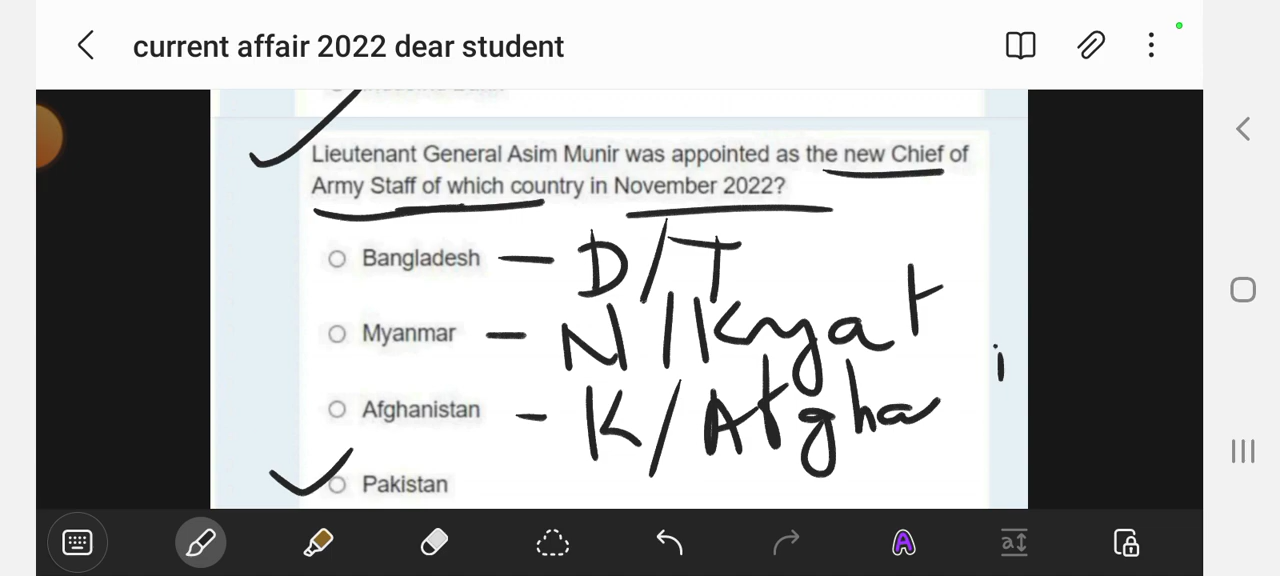 current affair 2022 dear student
Lieutenant General Asim Munir was appointed as the new Chief of
Army Staff of which country in November 2022?
Bangladesh — D/T
Myanmar — N/Kyat
Afghanistan - K/Afgha i
Pakistan
A
a